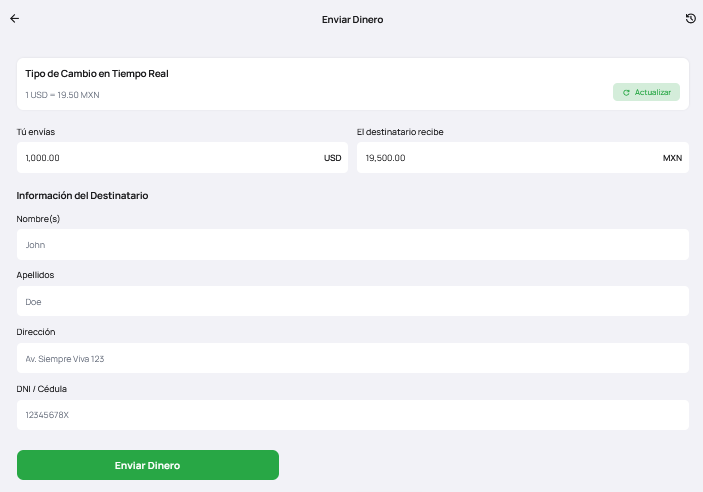 Enviar Dinero
Tipo de Cambio en Tiempo Real
1 USD = 19.50 MXN
Actualizar
Tú envías
El destinatario recibe
1,000.00 USD
19,500.00 MXN
Información del Destinatario
Nombre(s)
John
Apellidos
Doe
Dirección
Av. Siempre Viva 123
DNI / Cédula
12345678X
Enviar Dinero